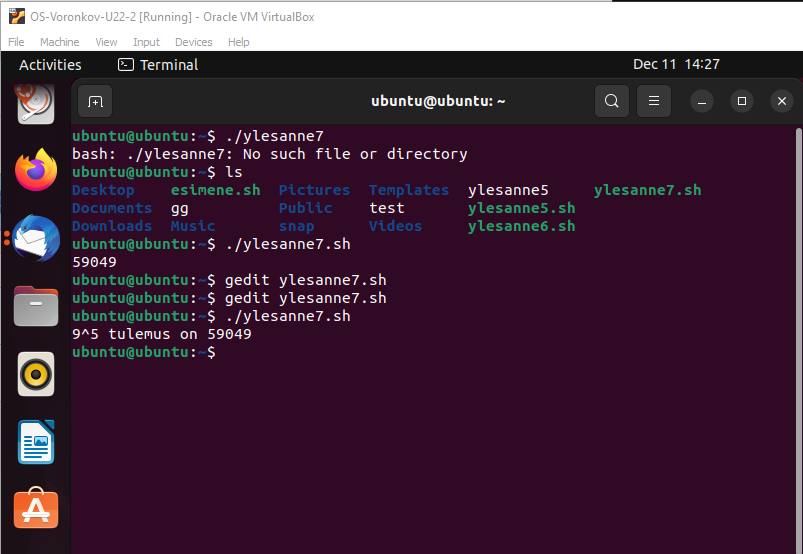 OS-Voronkov-U22-2 [Running] - Oracle VM VirtualBox
File Machine View Input Devices Help
Activities Terminal Dec 11 14:27
ubuntu@ubuntu: ~
ubuntu@ubuntu:~$ ./ylesanne7
bash: ./ylesanne7: No such file or directory
ubuntu@ubuntu:~$ ls
Desktop esimene.sh Pictures Templates ylesanne5 ylesanne7.sh
Documents gg Public test ylesanne5.sh
Downloads Music snap Videos ylesanne6.sh
ubuntu@ubuntu:~$ ./ylesanne7.sh
59049
ubuntu@ubuntu:~$ gedit ylesanne7.sh
ubuntu@ubuntu:~$ gedit ylesanne7.sh
ubuntu@ubuntu:~$ ./ylesanne7.sh
9^5 tulemus on 59049
ubuntu@ubuntu:~$